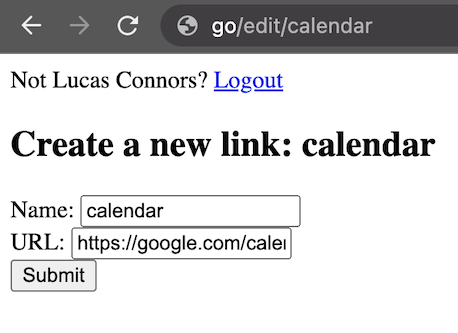 go/edit/calendar
Not Lucas Connors? Logout
Create a new link: calendar
Name: calendar
URL: https://google.com/caler
Submit